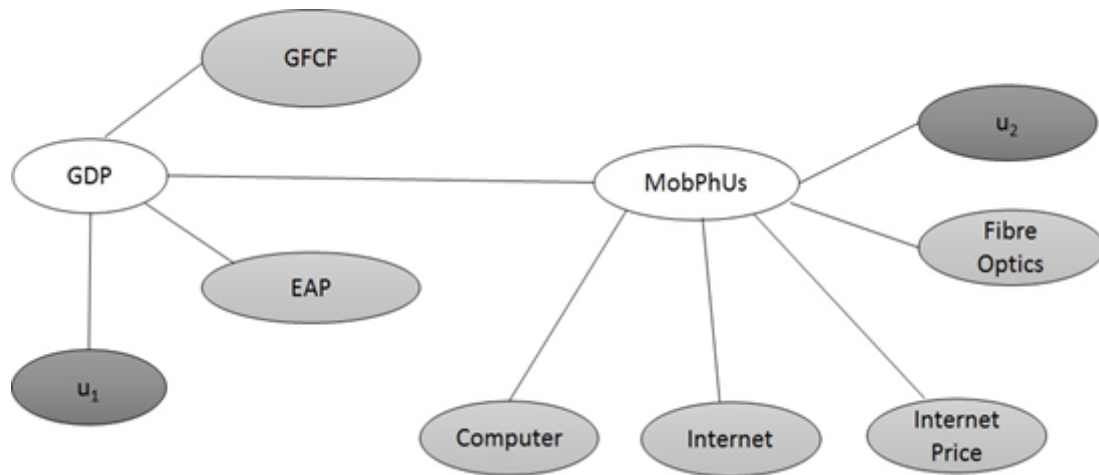 GFCF
GDP
MobPhUs
u₂
Fibre
Optics
EAP
u₁
Computer
Internet
Internet
Price